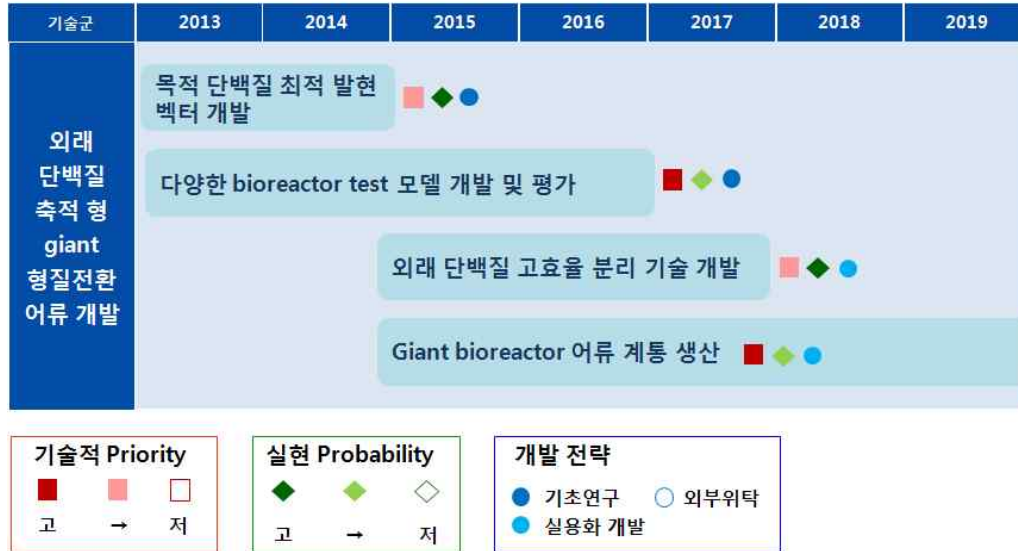 기술군 2013 2014 2015 2016 2017 2018 2019
외래
단백질
축적 형
giant
형질전환
어류 개발
목적 단백질 최적 발현
벡터 개발
다양한 bioreactor test 모델 개발 및 평가
외래 단백질 고효율 분리 기술 개발
Giant bioreactor 어류 계통 생산
기술적 Priority
고 → 저
실현 Probability
고 → 저
개발 전략
기초연구 외부위탁
실용화 개발